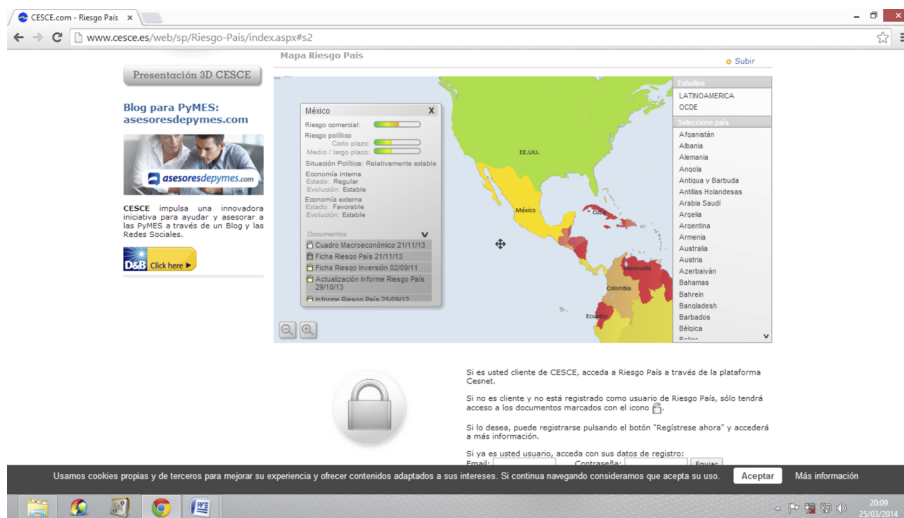 CESCE.com - Riesgo País
www.cesce.es/web/sp/Riesgo-Pais/index.aspx#s2
Mapa Riesgo País
Subir
Presentación 3D CESCE
Blog para PyMES:
asesoresdepymes.com
asesoresdepymes.com
CESCE impulsa una innovadora
iniciativa para ayudar y asesorar a
las PyMES a través de un Blog y las
Redes Sociales.
D&B Click here
México X
Riesgo comercial:
Riesgo político
Corto plazo:
Medio / largo plazo:
Situación Política: Relativamente estable
Economía interna
Estado: Regular
Evolución: Estable
Economía externa
Estado: Favorable
Evolución: Estable
Documentos
Cuadro Macroeconómico 21/11/13
Ficha Riesgo País 21/11/13
Ficha Riesgo Inversión 02/09/11
Actualización Informe Riesgo País
29/10/13
Informe Riesgo País 25/09/12
EE.UU.
México
Cuba
Venezuela
Colombia
Ecuador
Estudios
LATINOAMERICA
OCDE
Seleccione país
Afganistán
Albania
Alemania
Angola
Antigua y Barbuda
Antillas Holandesas
Arabia Saudí
Argelia
Argentina
Armenia
Australia
Austria
Azerbaiyán
Bahamas
Bahrein
Bangladesh
Barbados
Bélgica
Si es usted cliente de CESCE, acceda a Riesgo País a través de la plataforma
Cesnet.
Si no es cliente y no está registrado como usuario de Riesgo País, sólo tendrá
acceso a los documentos marcados con el icono .
Si lo desea, puede registrarse pulsando el botón "Regístrese ahora" y accederá
a más información.
Si ya es usted usuario, acceda con sus datos de registro:
Email: Contraseña: Enviar
Usamos cookies propias y de terceros para mejorar su experiencia y ofrecer contenidos adaptados a sus intereses. Si continua navegando consideramos que acepta su uso. Aceptar Más información
20:09
25/03/2014